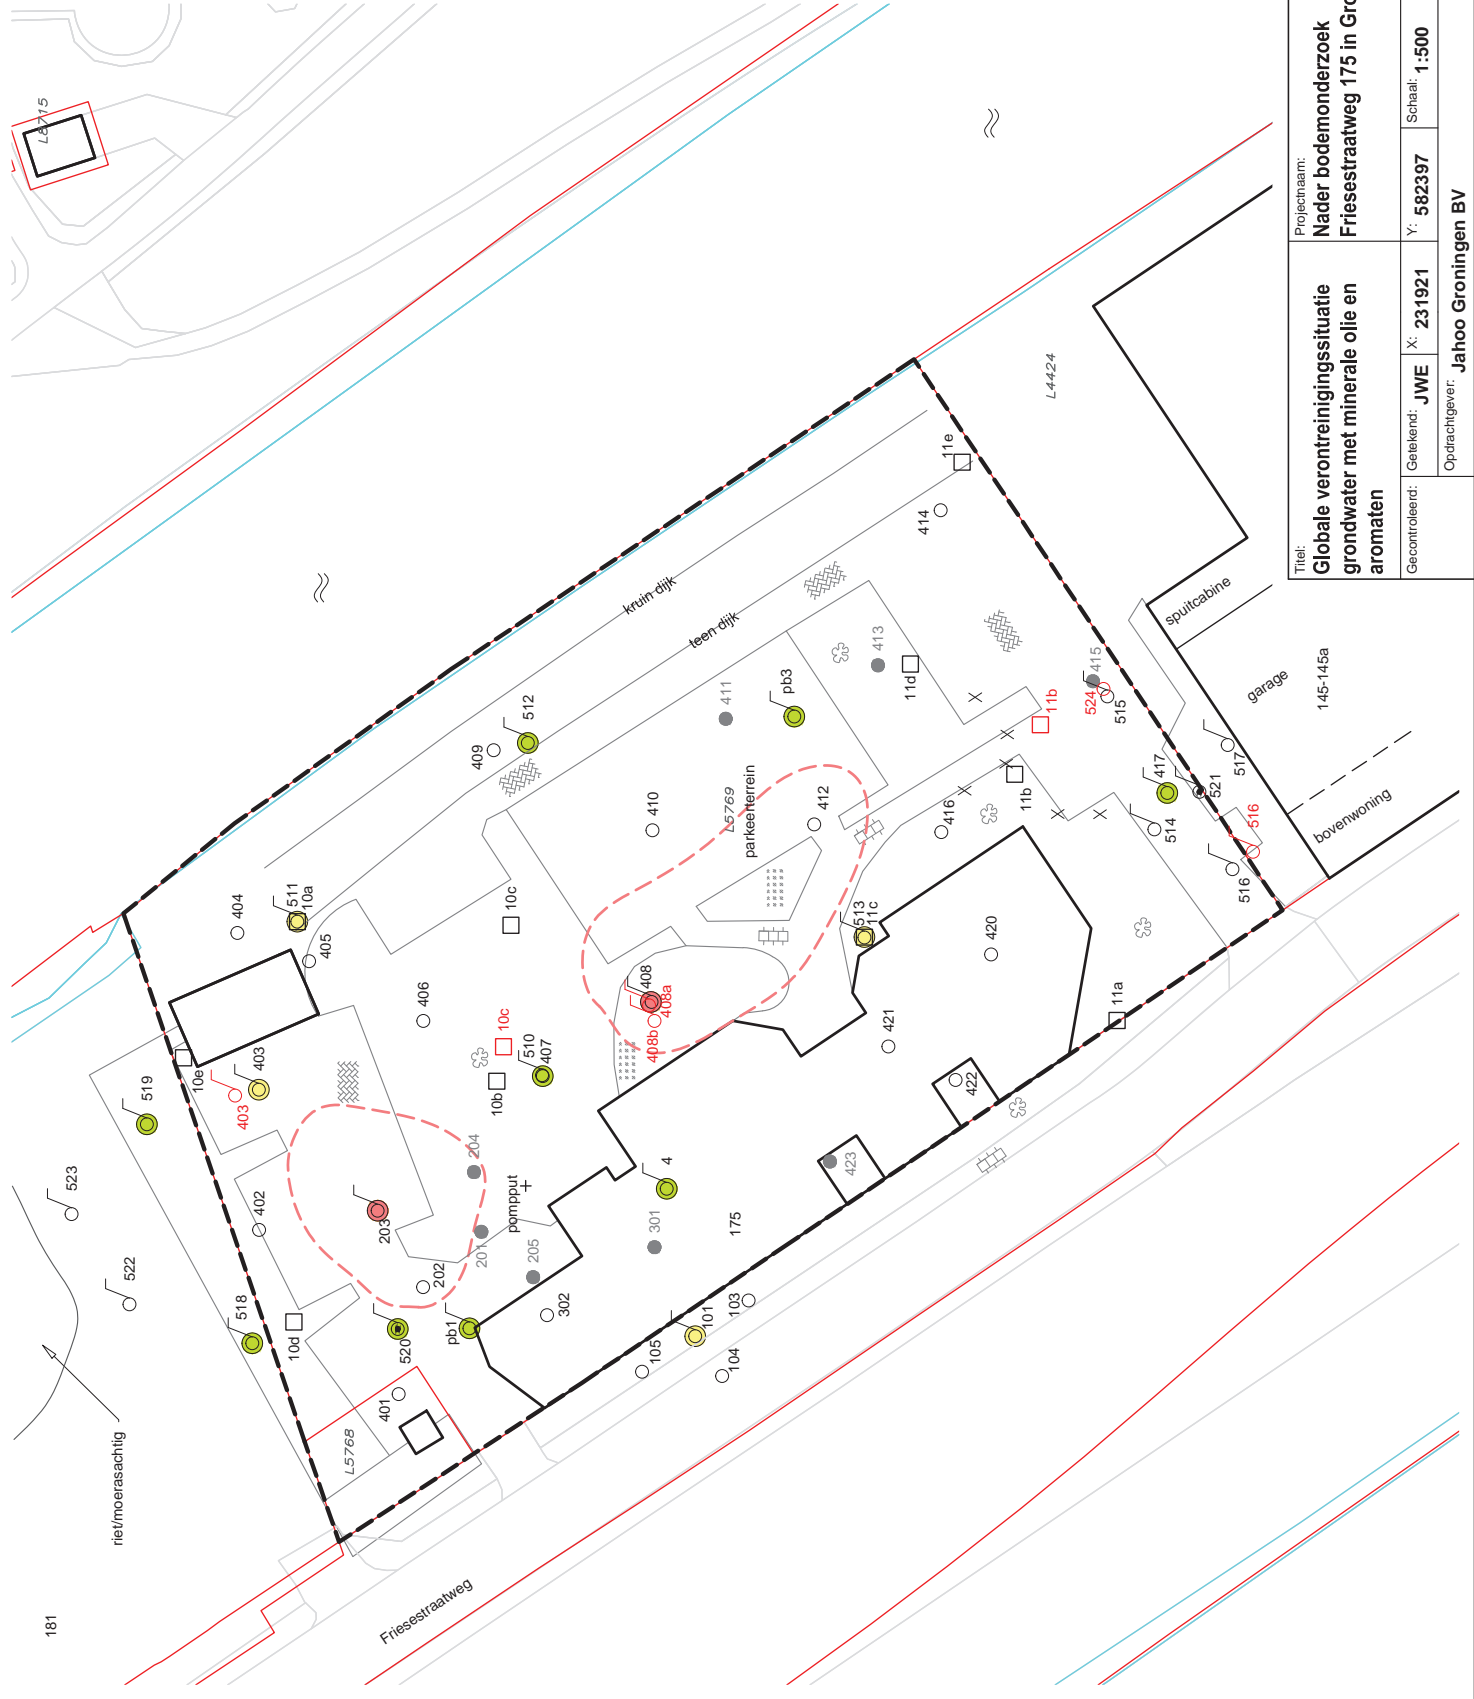 L8715
181
riet/moerasachtig
Friesestraatweg
L5768
523
522
519
518
10e
10d
403
403
402
401
404
405
406
511
10a
203
204
201
202
205
520
pb1
pompput
10c
10b
10c
510
407
408
408a
408b
4
301
302
175
101
103
104
105
423
422
421
420
513
11c
11a
409
512
410
411
412
L5769
parkeerterrein
pb3
413
414
11e
11d
11b
11b
416
415
524
515
417
514
521
517
516
516
kruin dijk
teen dijk
L4424
spuitcabine
garage
145-145a
bovenwoning
Titel:
Globale verontreinigingssituatie
grondwater met minerale olie en
aromaten
Projectnaam:
Nader bodemonderzoek
Friesestraatweg 175 in Gro
Gecontroleerd:
Getekend: JWE
X: 231921
Y: 582397
Schaal: 1:500
Opdrachtgever: Jahoo Groningen BV